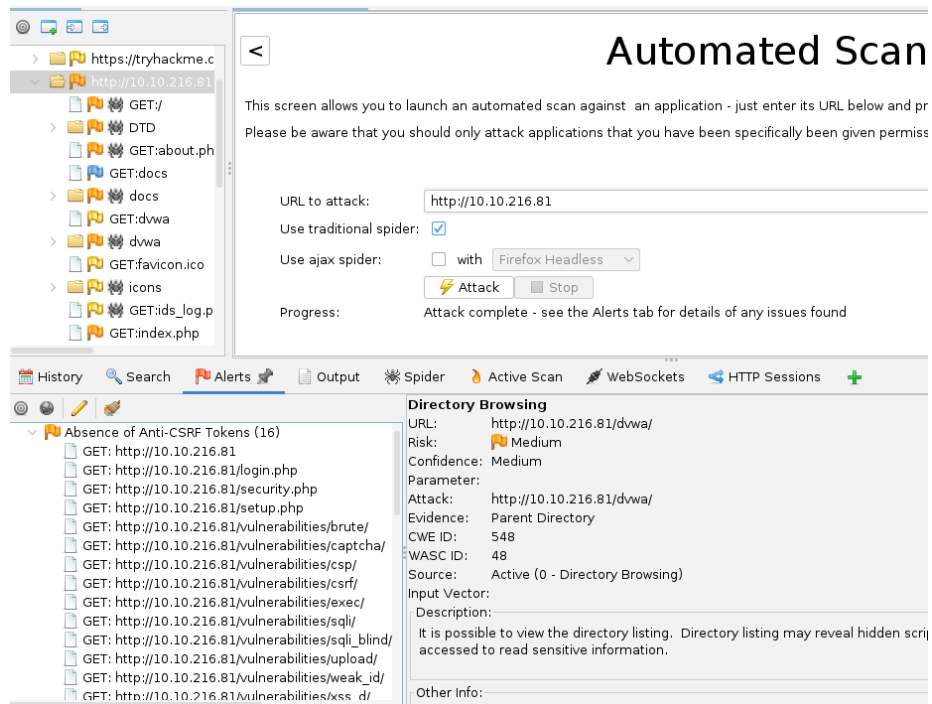 https://tryhackme.c
http://10.10.216.81
GET:/
DTD
GET:about.ph
GET:docs
docs
GET:dvwa
dvwa
GET:favicon.ico
icons
GET:ids_log.p
GET:index.php
<
Automated Scan
This screen allows you to launch an automated scan against an application - just enter its URL below and pr
Please be aware that you should only attack applications that you have been specifically been given permiss
URL to attack: http://10.10.216.81
Use traditional spider:
Use ajax spider: with Firefox Headless
Attack Stop
Progress: Attack complete - see the Alerts tab for details of any issues found
History Search Alerts Output Spider Active Scan WebSockets HTTP Sessions
Absence of Anti-CSRF Tokens (16)
GET: http://10.10.216.81
GET: http://10.10.216.81/login.php
GET: http://10.10.216.81/security.php
GET: http://10.10.216.81/setup.php
GET: http://10.10.216.81/vulnerabilities/brute/
GET: http://10.10.216.81/vulnerabilities/captcha/
GET: http://10.10.216.81/vulnerabilities/csp/
GET: http://10.10.216.81/vulnerabilities/csrf/
GET: http://10.10.216.81/vulnerabilities/exec/
GET: http://10.10.216.81/vulnerabilities/sqli/
GET: http://10.10.216.81/vulnerabilities/sqli_blind/
GET: http://10.10.216.81/vulnerabilities/upload/
GET: http://10.10.216.81/vulnerabilities/weak_id/
GET: http://10.10.216.81/vulnerabilities/xss_d/
Directory Browsing
URL: http://10.10.216.81/dvwa/
Risk: Medium
Confidence: Medium
Parameter:
Attack: http://10.10.216.81/dvwa/
Evidence: Parent Directory
CWE ID: 548
WASC ID: 48
Source: Active (0 - Directory Browsing)
Input Vector:
Description:
It is possible to view the directory listing. Directory listing may reveal hidden scrip
accessed to read sensitive information.
Other Info: